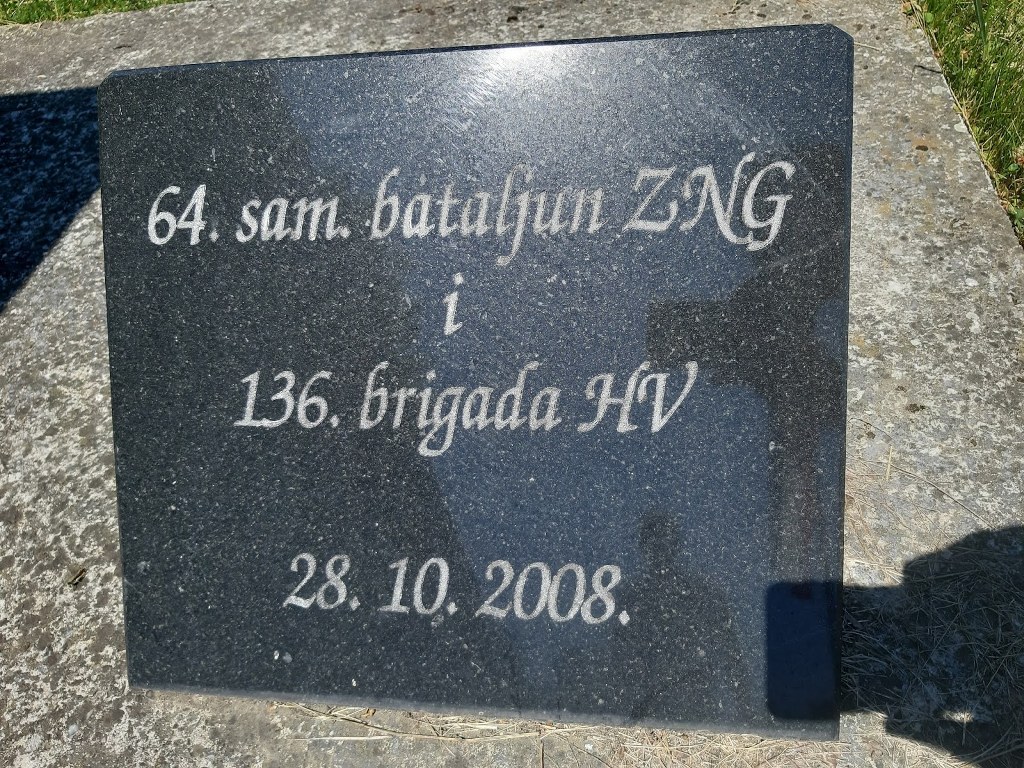 64. sam. bataljun ZNG
i
136. brigada HV
28. 10. 2008.